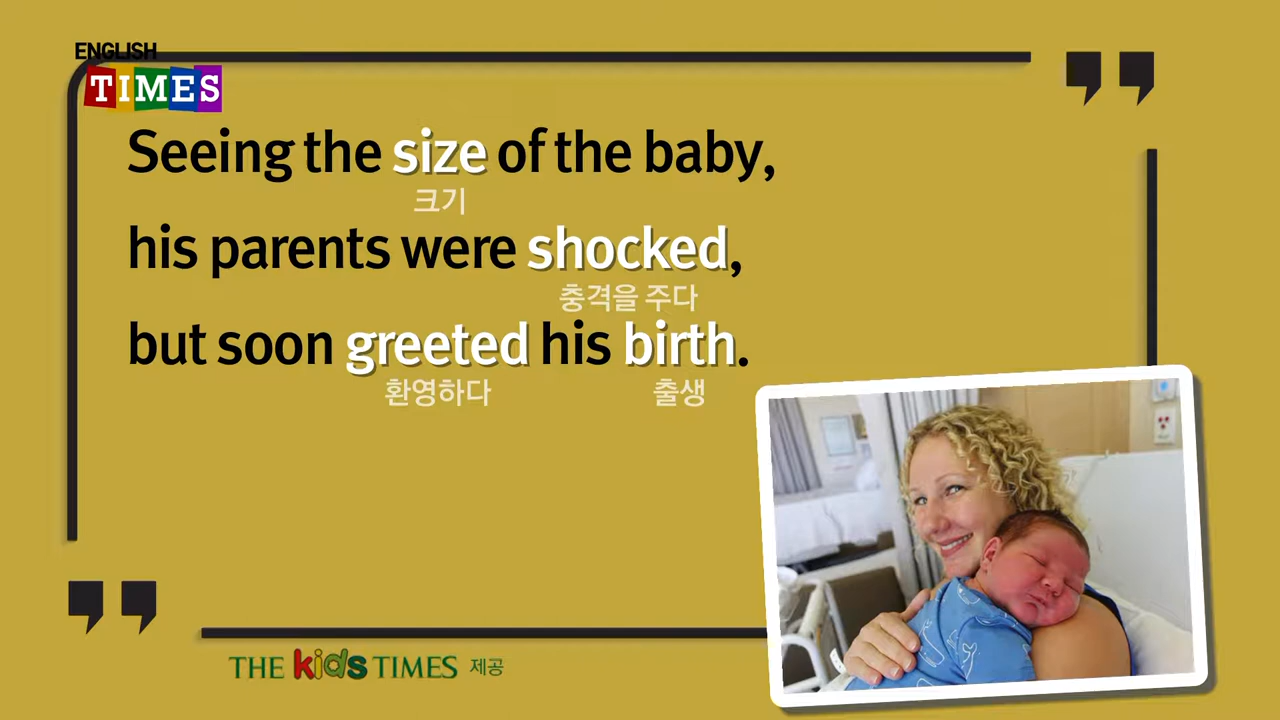 ENGLISH
TIMES
Seeing the size of the baby,
크기
his parents were shocked,
충격을 주다
but soon greeted his birth.
환영하다 출생
THE kids TIMES 제공